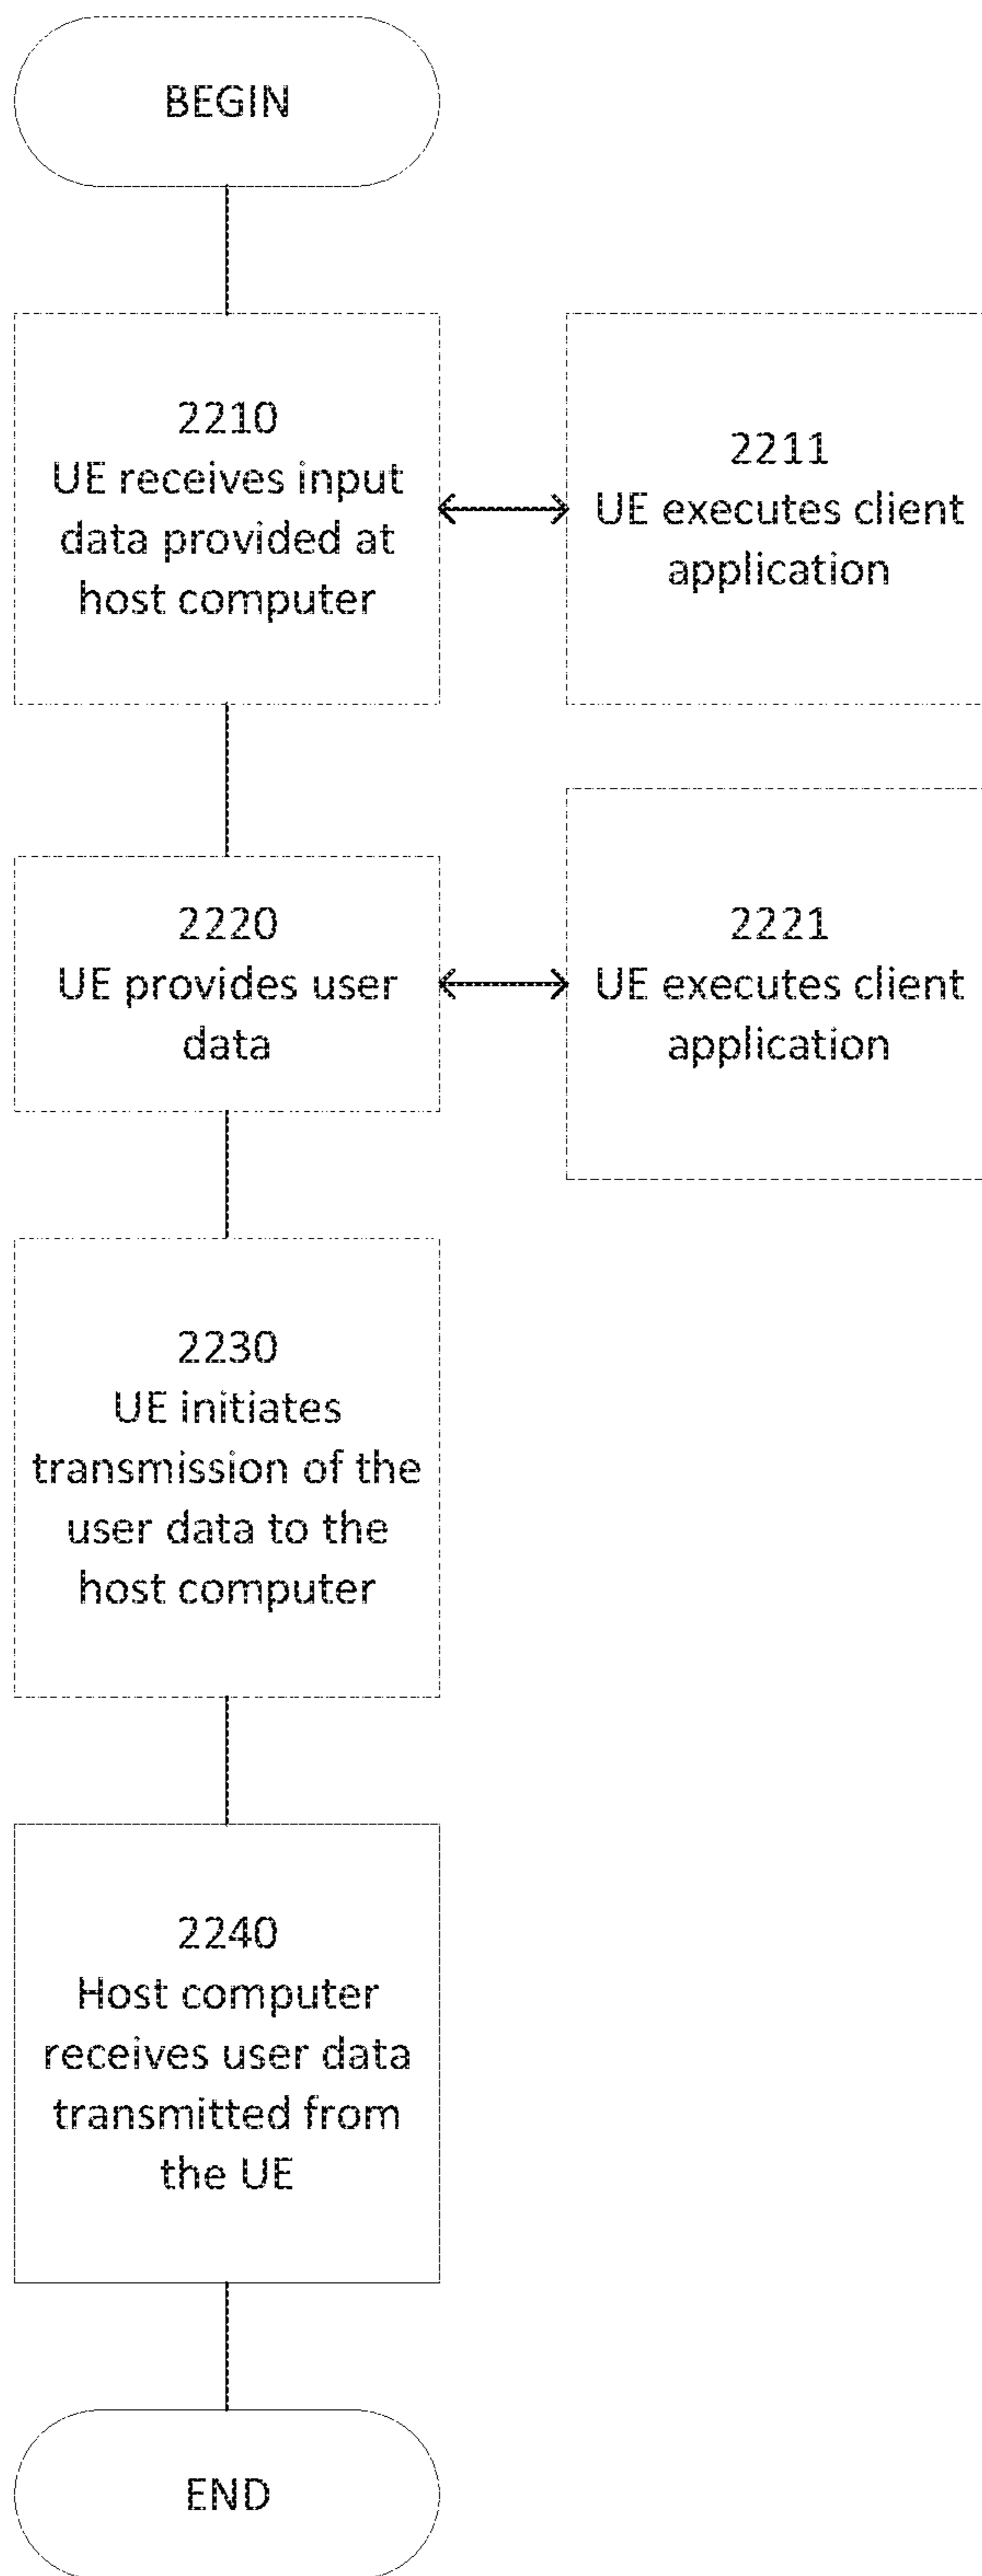 BEGIN
2210
UE receives input
data provided at
host computer
2211
UE executes client
application
2220
UE provides user
data
2221
UE executes client
application
2230
UE initiates
transmission of the
user data to the
host computer
2240
Host computer
receives user data
transmitted from
the UE
END